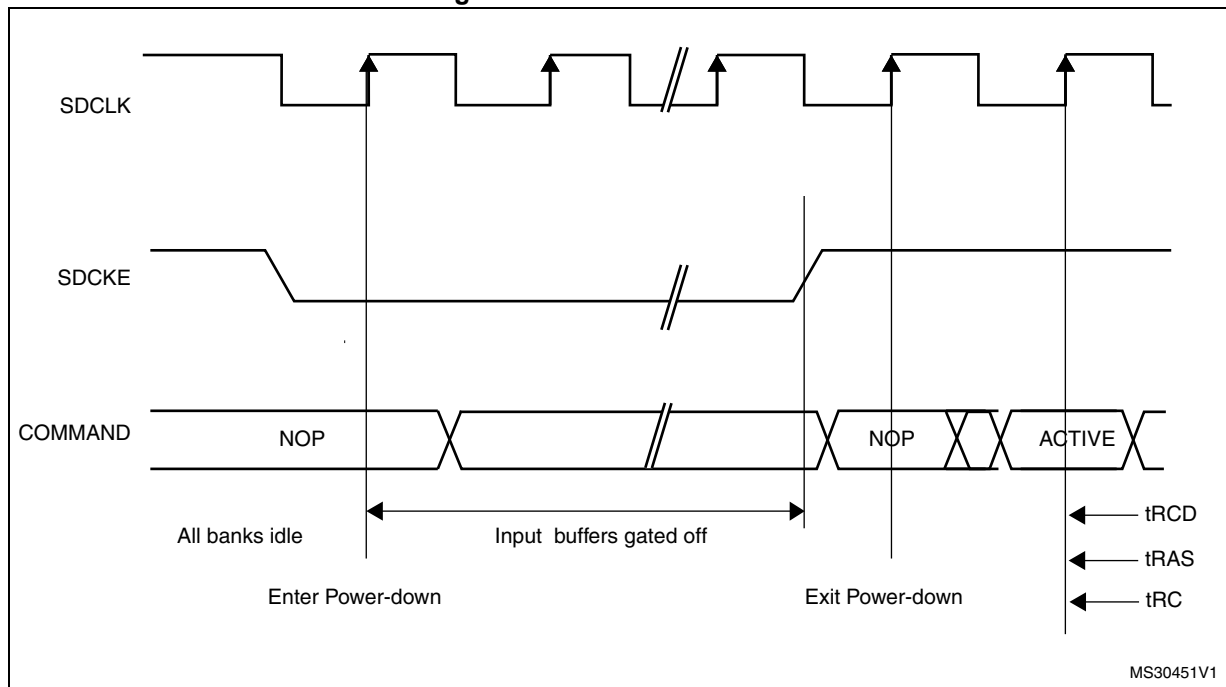 SDCLK
SDCKE
COMMAND
NOP
NOP
ACTIVE
All banks idle
Input buffers gated off
tRCD
tRAS
Enter Power-down
Exit Power-down
tRC
MS30451V1